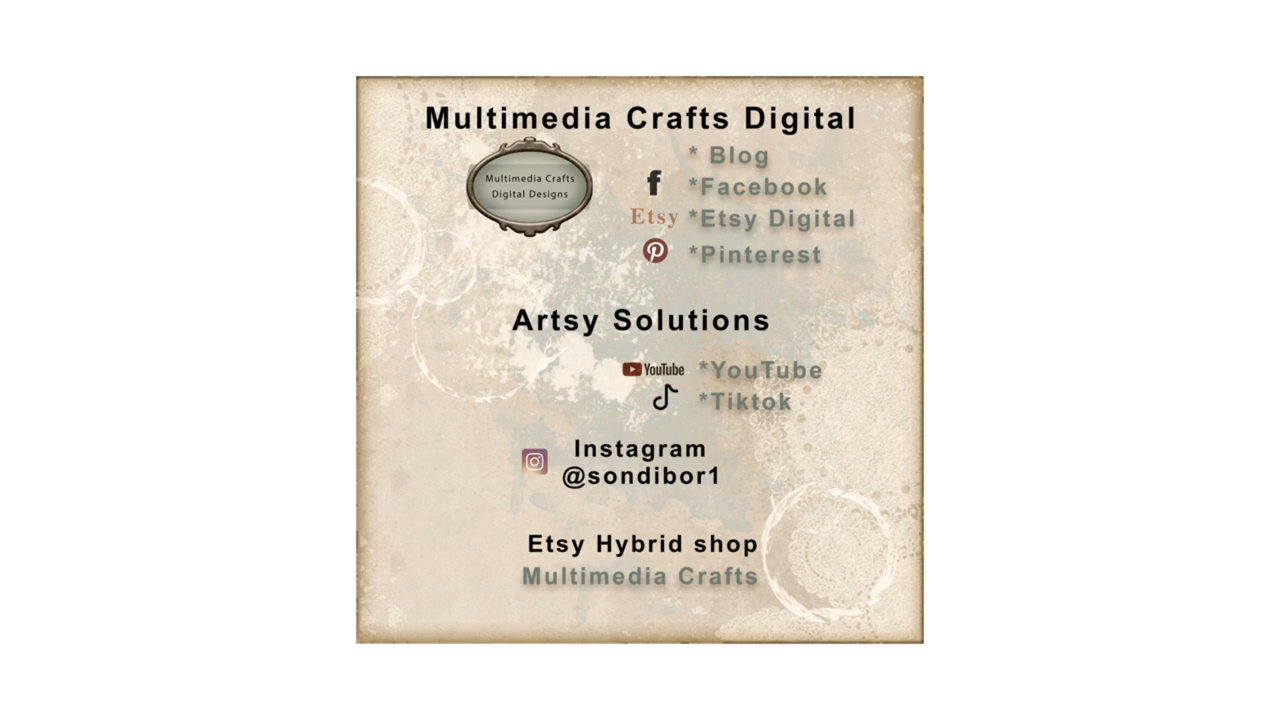 Multimedia Crafts Digital
Multimedia Crafts
Digital Designs
* Blog
f *Facebook
Etsy *Etsy Digital
*Pinterest
Artsy Solutions
YouTube *YouTube
*Tiktok
Instagram
@sondibor1
Etsy Hybrid shop
Multimedia Crafts